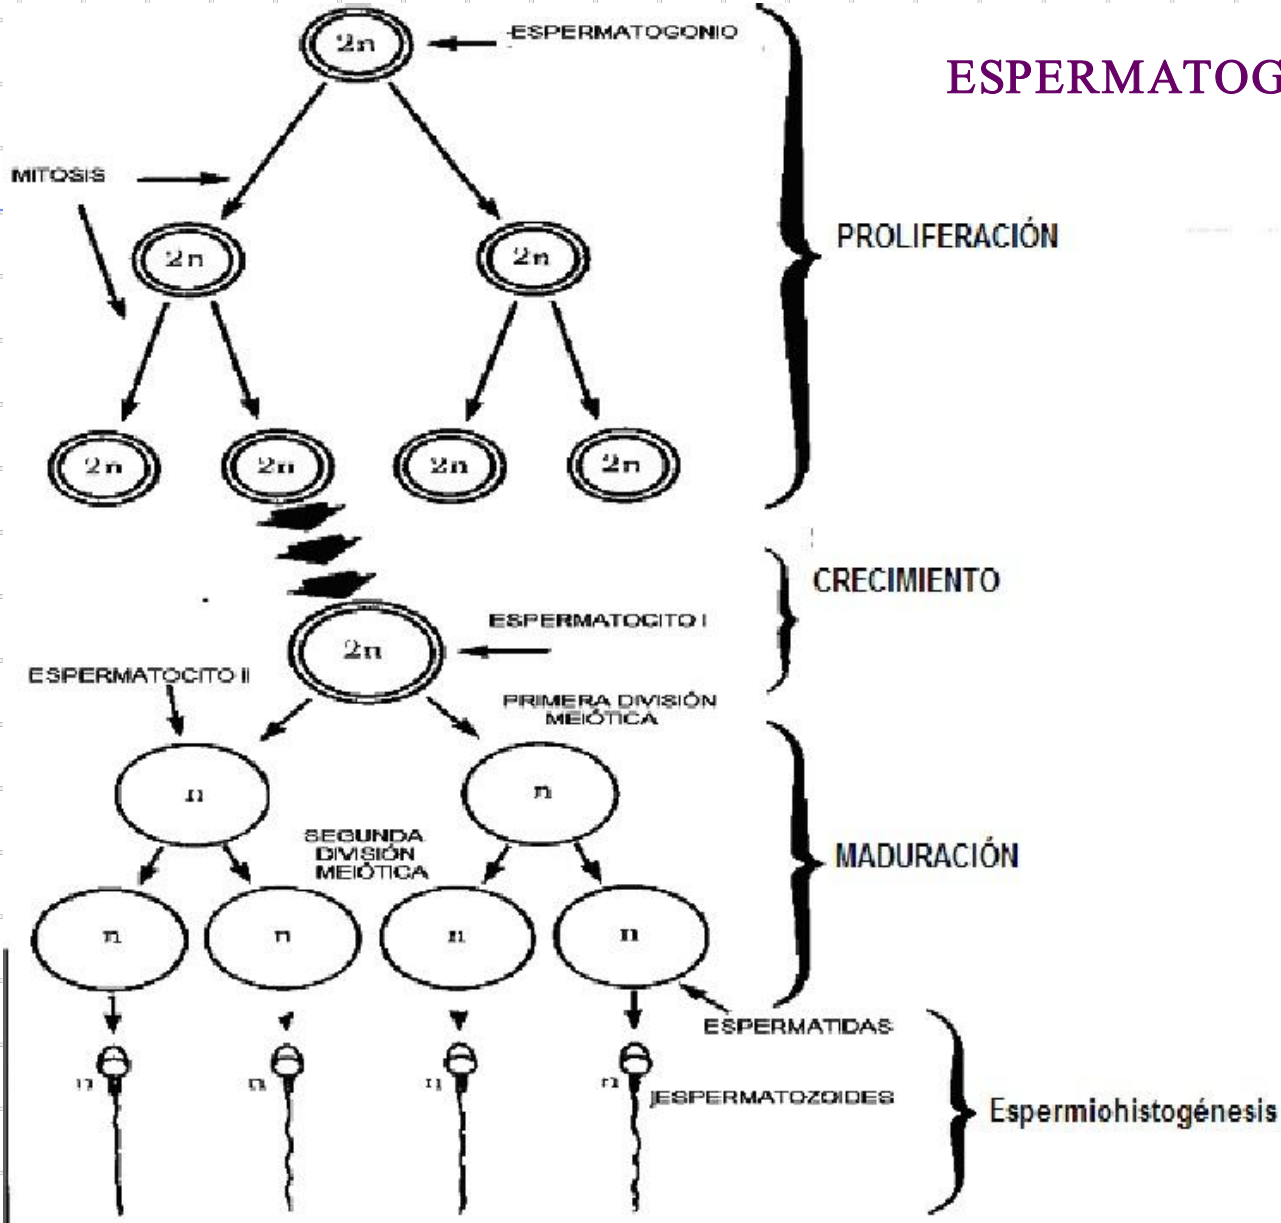 2n
ESPERMATOGONIO
ESPERMATOG
MITOSIS
PROLIFERACIÓN
2n
2n
2n
2n
2n
2n
CRECIMIENTO
ESPERMATOCITO I
2n
ESPERMATOCITO II
PRIMERA DIVISIÓN
MEIÓTICA
n
n
SEGUNDA
DIVISIÓN
MEIÓTICA
MADURACIÓN
n
n
n
n
ESPERMATIDAS
n
n
n
n
ESPERMATOZOIDES
Espermiohistogénesis